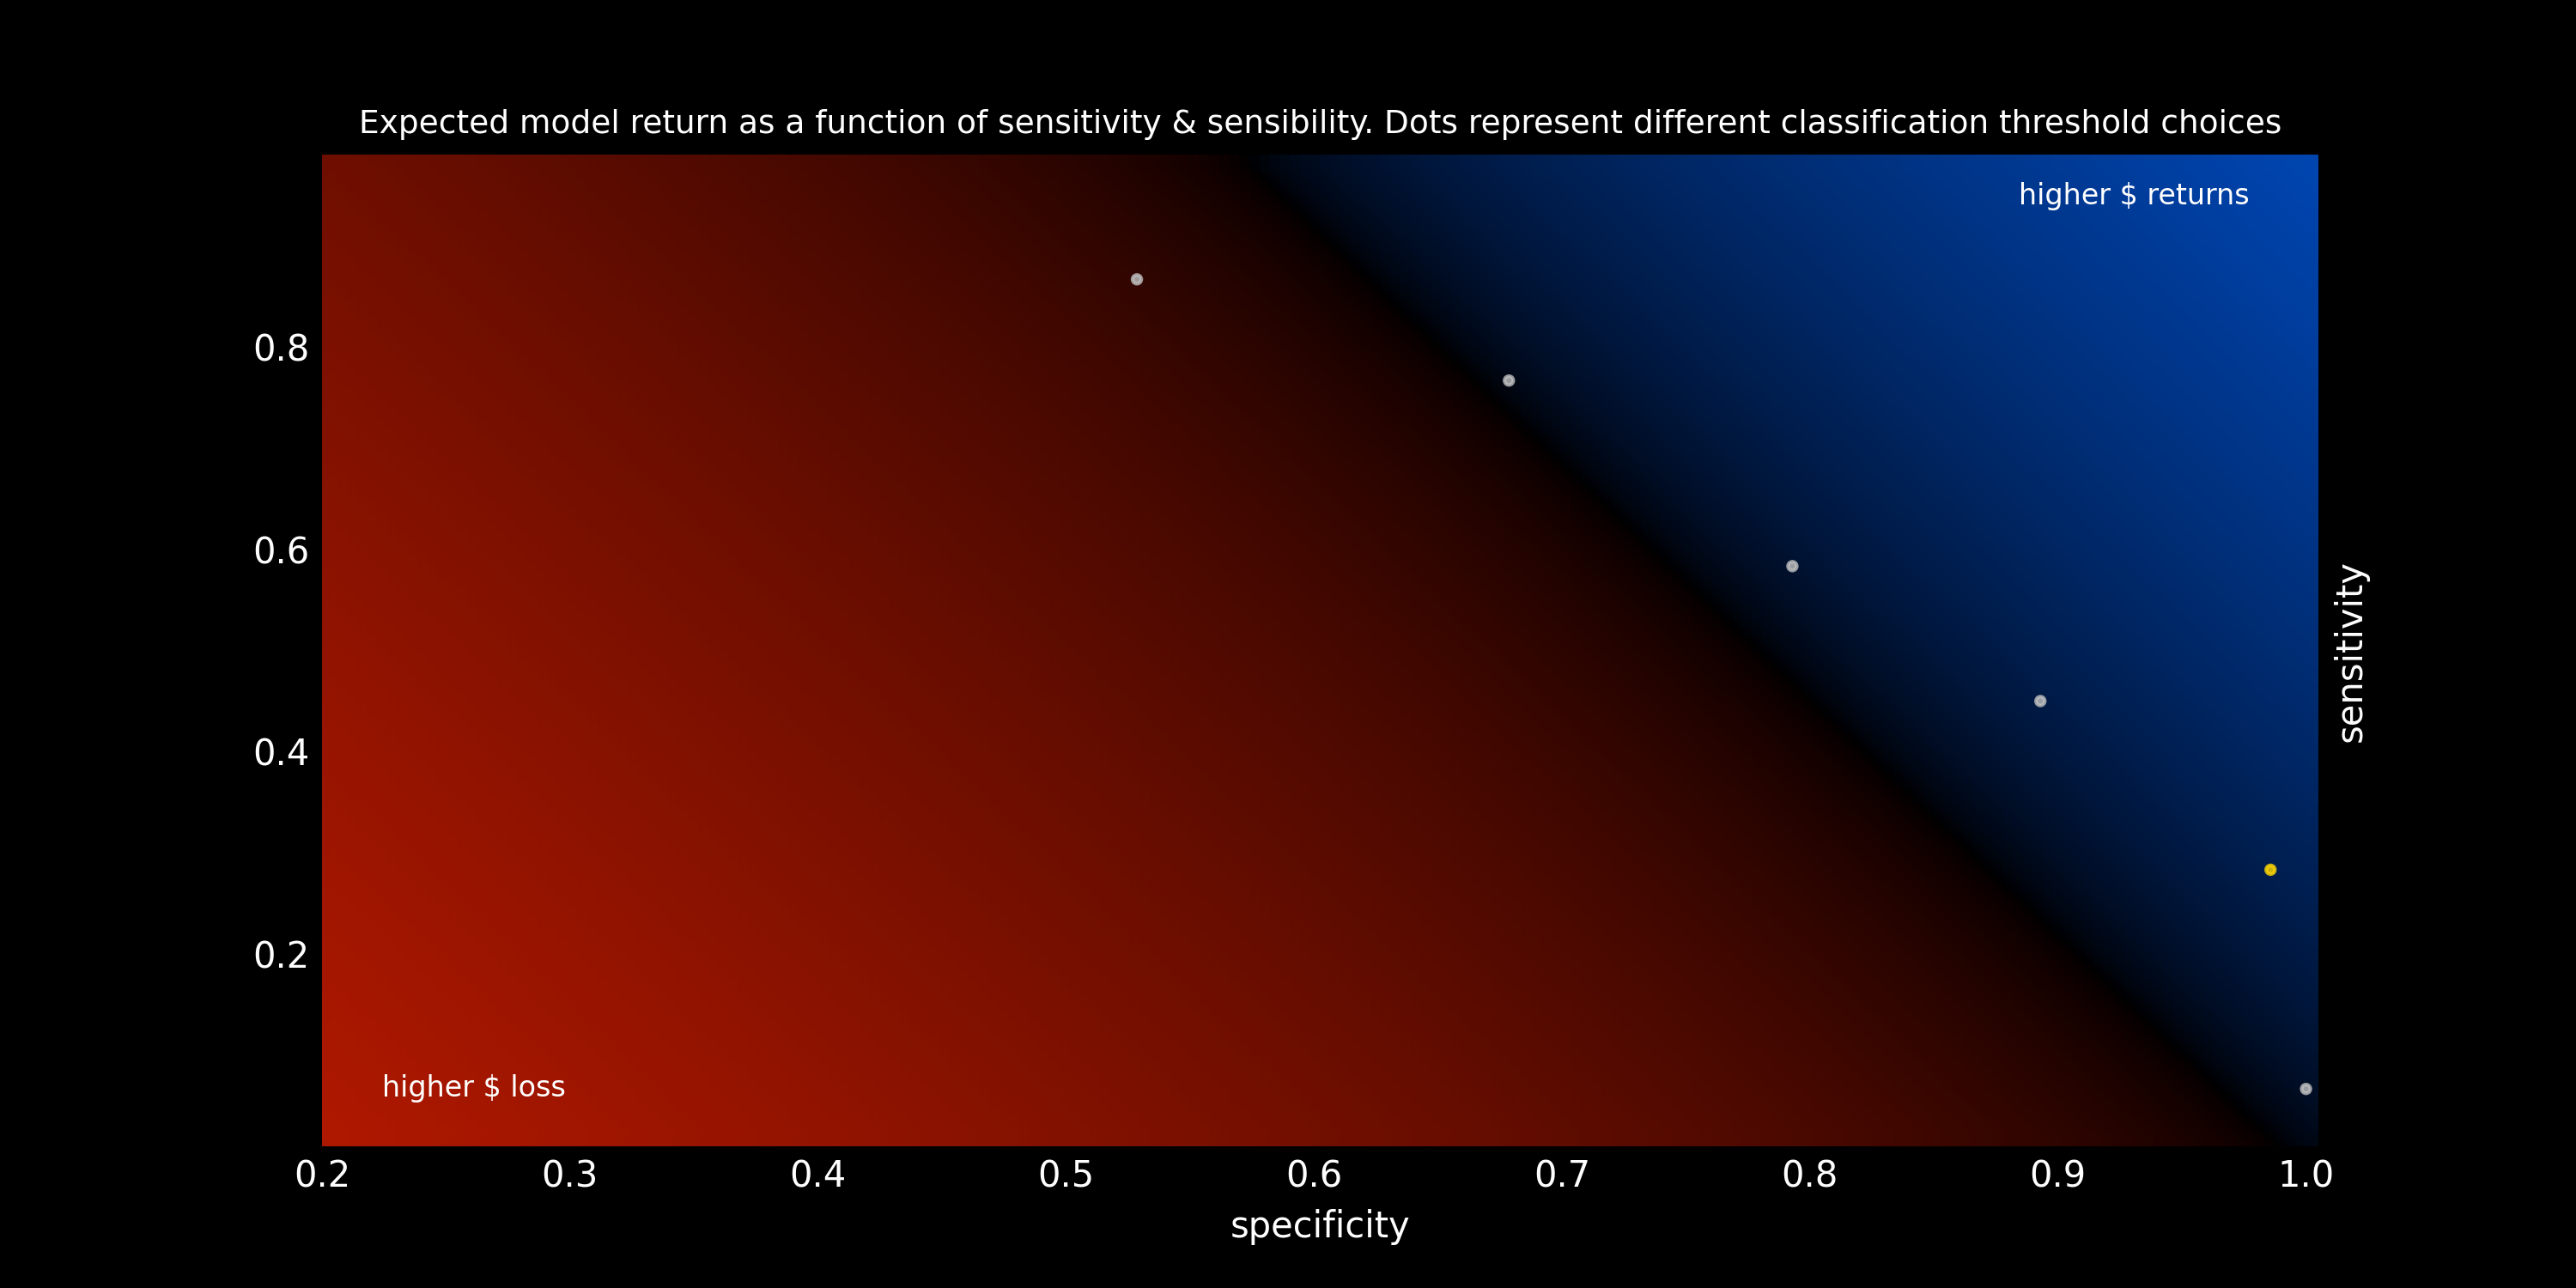 Expected model return as a function of sensitivity & sensibility. Dots represent different classification threshold choices
higher $ returns
0.8
0.6
0.4
0.2
sensitivity
higher $ loss
0.2 0.3 0.4 0.5 0.6 0.7 0.8 0.9 1.0
specificity